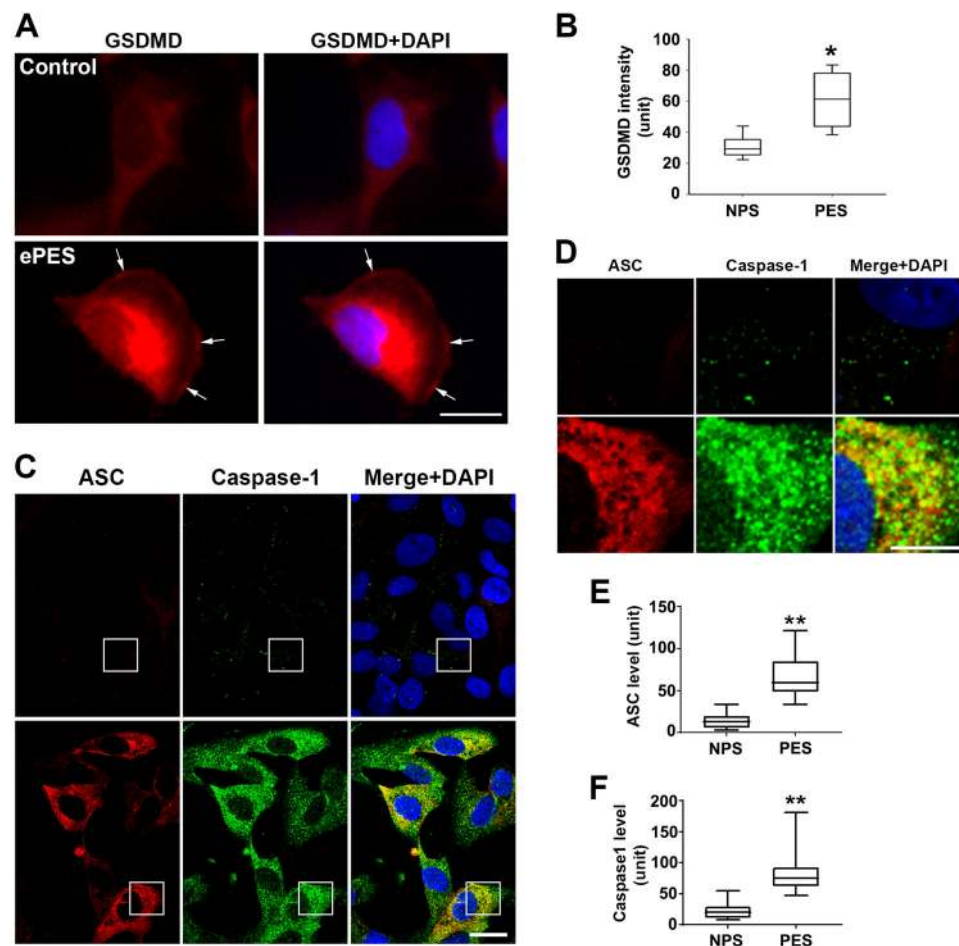 A
GSDMD GSDMD+DAPI
Control
ePES
B
GSDMD intensity
(unit)
100
80
60
40
20
0
*
NPS PES
C
ASC Caspase-1 Merge+DAPI
D
ASC Caspase-1 Merge+DAPI
E
ASC level (unit)
150
100
50
0
**
NPS PES
F
Caspase1 level
(unit)
200
150
100
50
0
**
NPS PES